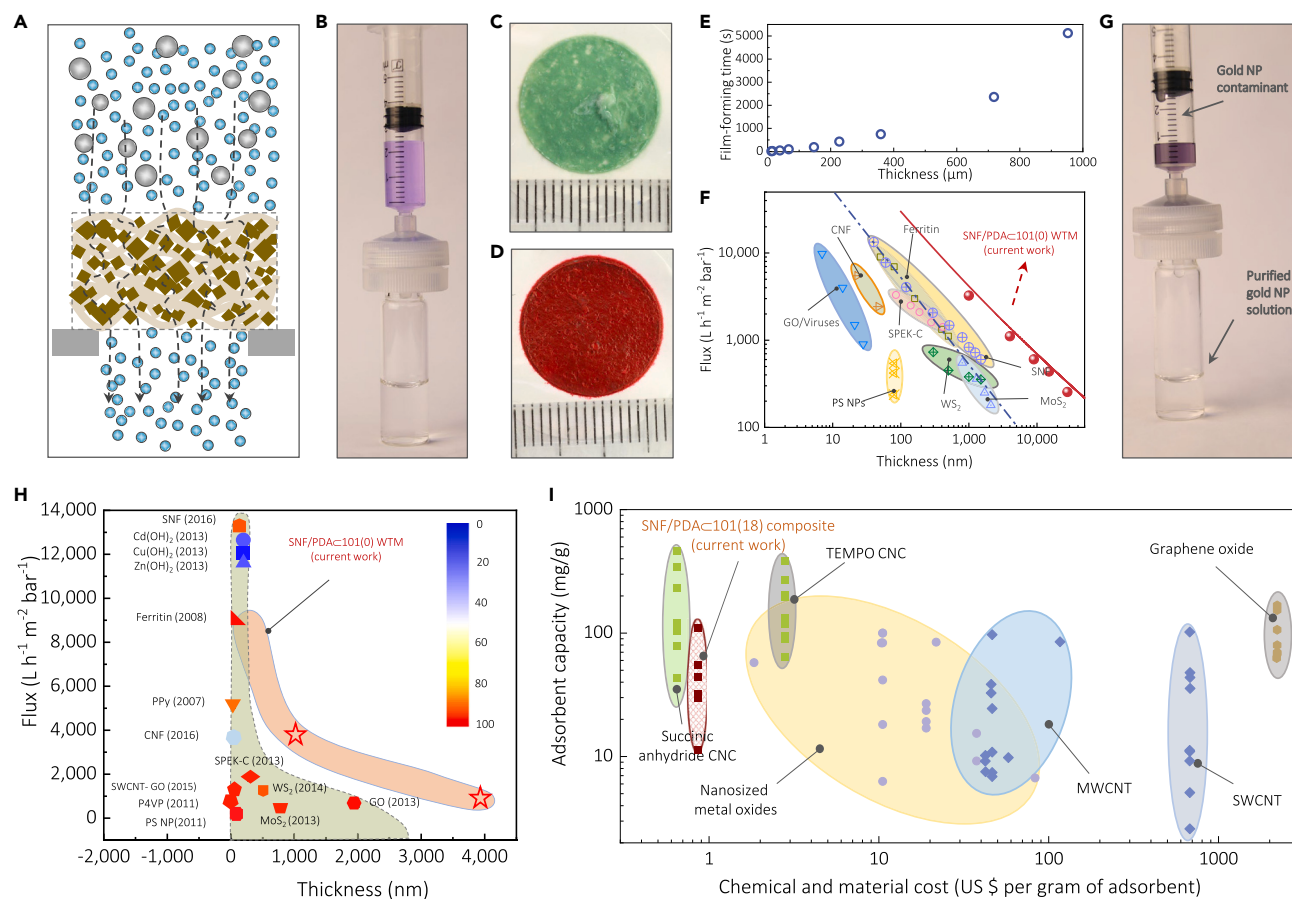 A
B
C
D
E
Film-forming time (s)
5000
4000
3000
2000
1000
0
0
200
400
600
800
1000
Thickness (μm)
F
Flux (L h⁻¹ m⁻² bar⁻¹)
10,000
1,000
100
1
10
100
1,000
10,000
Thickness (nm)
CNF
Ferritin
SNF/PDA⊂101(0) WTM
(current work)
GO/Viruses
SPEK-C
PS NPs
WS₂
SNF
MoS₂
G
Gold NP
contaminant
Purified
gold NP
solution
H
Flux (L h⁻¹ m⁻² bar⁻¹)
14,000
12,000
10,000
8,000
6,000
4,000
2,000
0
-2,000
-1,000
0
1,000
2,000
3,000
4,000
Thickness (nm)
SNF (2016)
Cd(OH)₂ (2013)
Cu(OH)₂ (2013)
Zn(OH)₂ (2013)
SNF/PDA⊂101(0) WTM
(current work)
Ferritin (2008)
PPy (2007)
CNF (2016)
SPEK-C (2013)
SWCNT- GO (2015)
WS₂ (2014)
P4VP (2011)
GO (2013)
PS NP(2011)
MoS₂ (2013)
0
20
40
60
80
100
I
Adsorbent capacity (mg/g)
1000
100
10
1
10
100
1000
Chemical and material cost (US $ per gram of adsorbent)
SNF/PDA⊂101(18) composite
(current work)
TEMPO CNC
Graphene oxide
Succinic
anhydride CNC
Nanosized
metal oxides
MWCNT
SWCNT